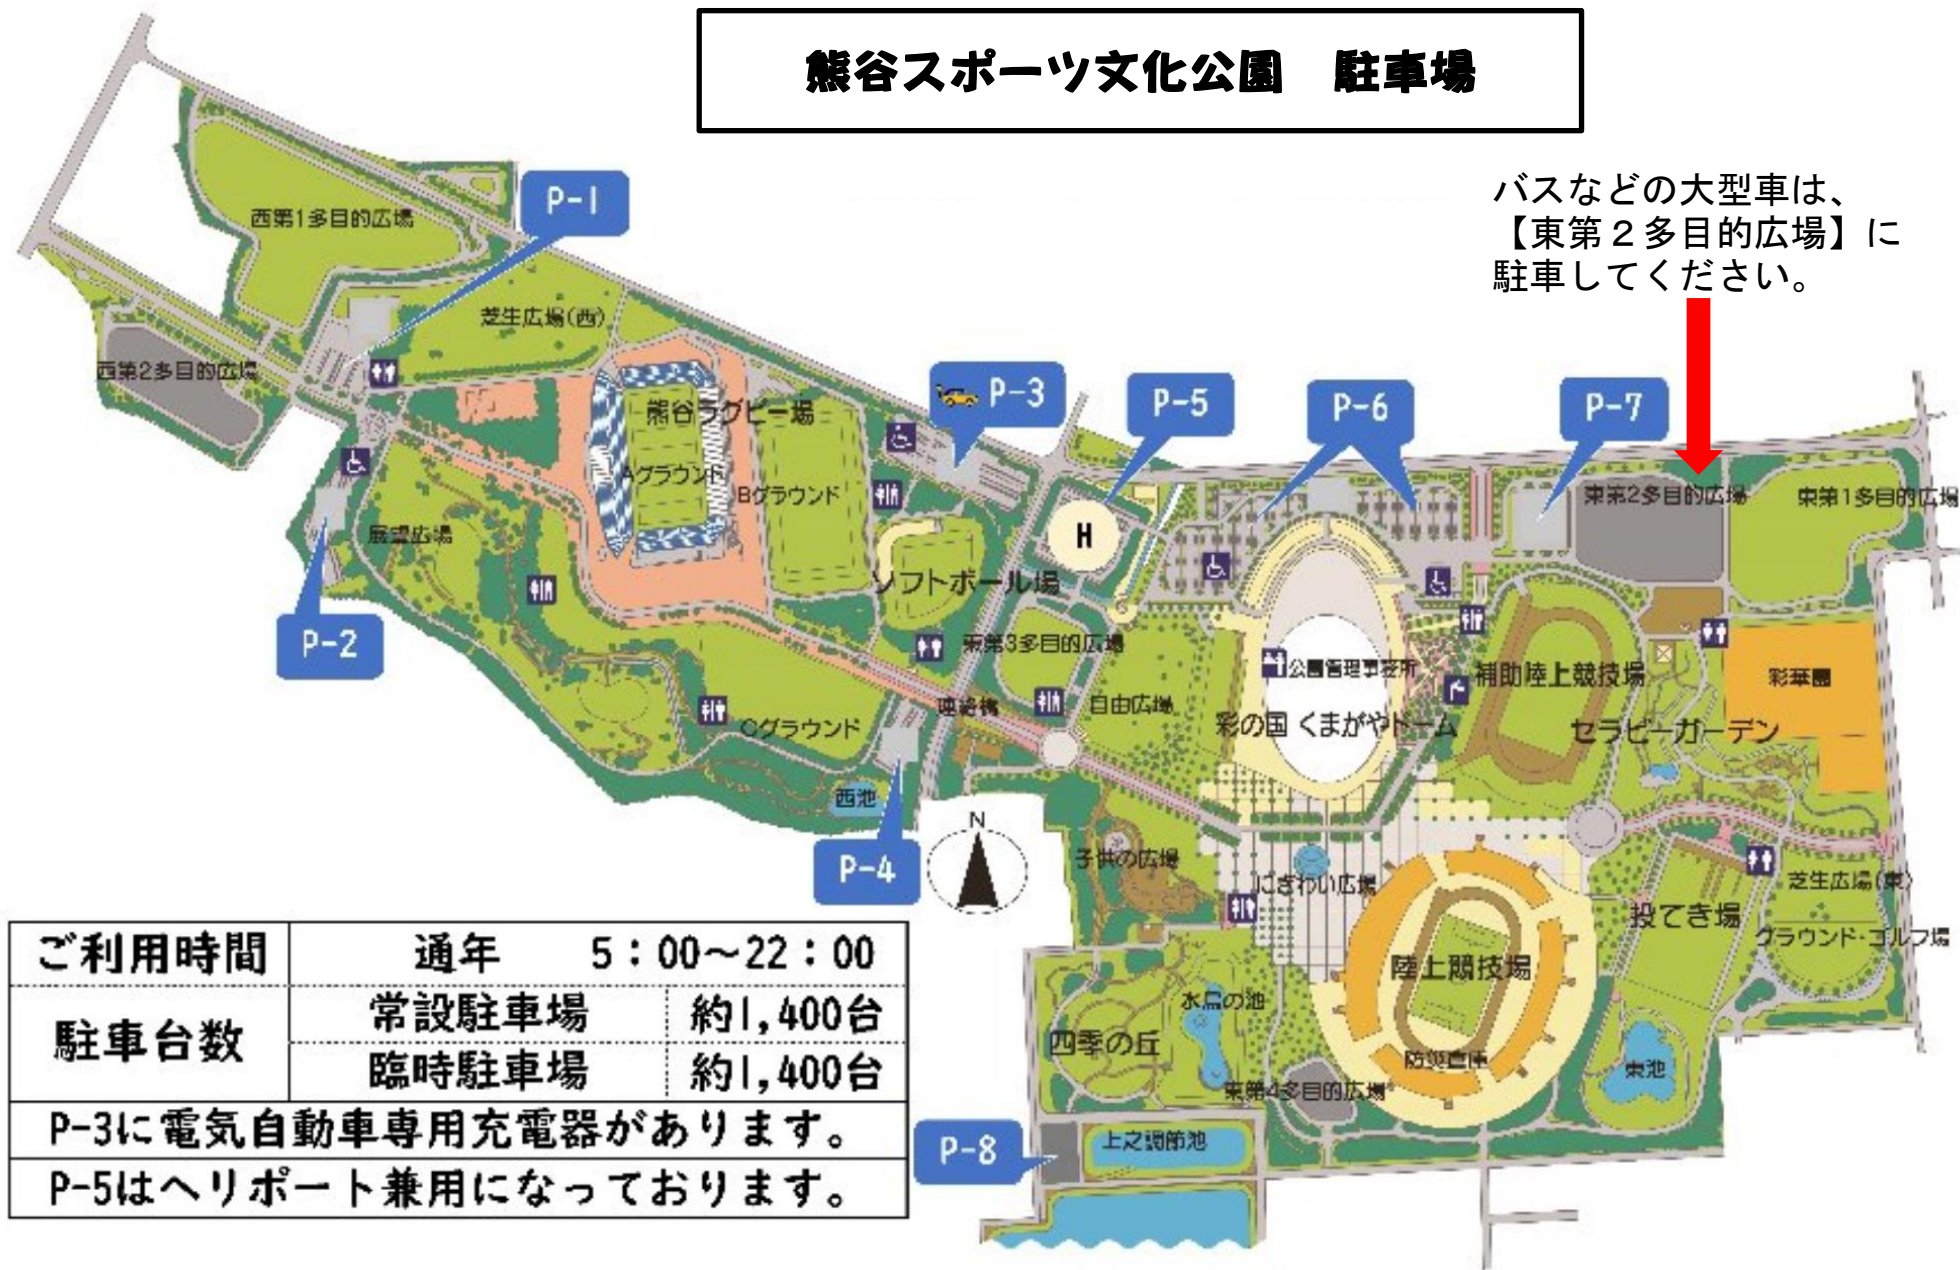 熊谷スポーツ文化公園　駐車場
バスなどの大型車は、
【東第２多目的広場】に
駐車してください。
P-1
西第1多目的広場
芝生広場(西)
西第2多目的広場
P-3
P-5
P-6
P-7
熊谷ラグビー場
Aグラウンド
Bグラウンド
東第2多目的広場
東第1多目的広場
展望広場
H
ソフトボール場
P-2
東第3多目的広場
公園管理事務所
補助陸上競技場
彩華園
連絡橋
自由広場
Cグラウンド
彩の国 くまがやドーム
セラピーガーデン
西池
P-4
N
子供の広場
にぎわい広場
芝生広場(東)
投てき場
グラウンド・ゴルフ場
陸上競技場
水鳥の池
四季の丘
防災倉庫
東池
東第4多目的広場
P-8
上之調節池
ご利用時間　通年　5：00～22：00
駐車台数　常設駐車場　約1,400台
臨時駐車場　約1,400台
P-3に電気自動車専用充電器があります。
P-5はヘリポート兼用になっております。